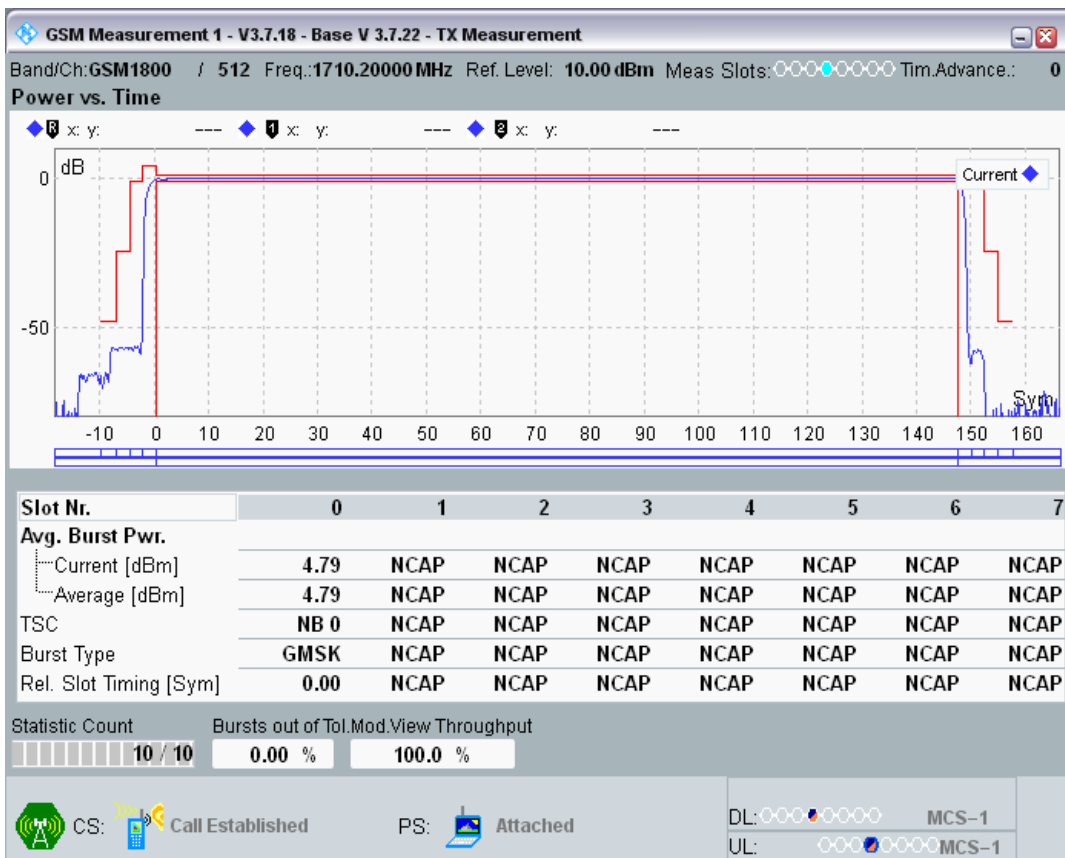 GSM Measurement 1 - V3.7.18 - Base V 3.7.22 - TX Measurement
Band/Ch:GSM1800 / 512 Freq.:1710.20000 MHz Ref. Level: 10.00 dBm Meas Slots: Tim.Advance.: 0
Power vs. Time
R x: y: --- 1 x: y: --- 2 x: y: ---
dB
Current
0
-50
Sym
-10 0 10 20 30 40 50 60 70 80 90 100 110 120 130 140 150 160
Slot Nr. 0 1 2 3 4 5 6 7
Avg. Burst Pwr.
Current [dBm] 4.79 NCAP NCAP NCAP NCAP NCAP NCAP NCAP
Average [dBm] 4.79 NCAP NCAP NCAP NCAP NCAP NCAP NCAP
TSC NB 0 NCAP NCAP NCAP NCAP NCAP NCAP NCAP
Burst Type GMSK NCAP NCAP NCAP NCAP NCAP NCAP NCAP
Rel. Slot Timing [Sym] 0.00 NCAP NCAP NCAP NCAP NCAP NCAP NCAP
Statistic Count Bursts out of Tol.Mod.View Throughput
10 / 10 0.00 % 100.0 %
CS: Call Established PS: Attached
DL: MCS-1
UL: MCS-1